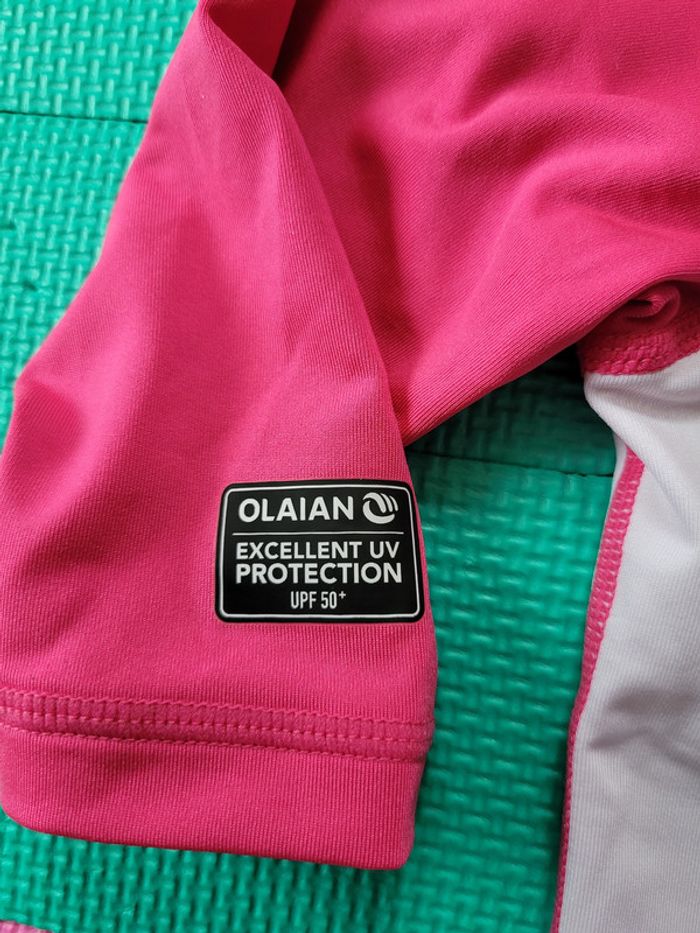 OLAIAN
EXCELLENT UV
PROTECTION
UPF 50+